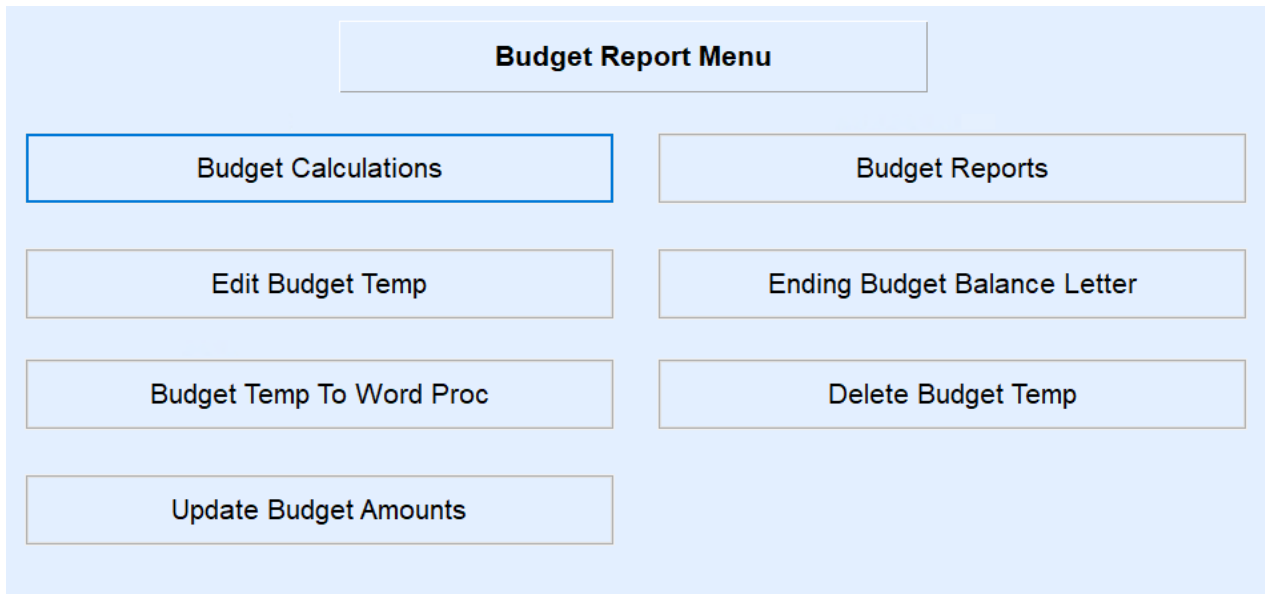 Budget Report Menu
Budget Calculations
Budget Reports
Edit Budget Temp
Ending Budget Balance Letter
Budget Temp To Word Proc
Delete Budget Temp
Update Budget Amounts